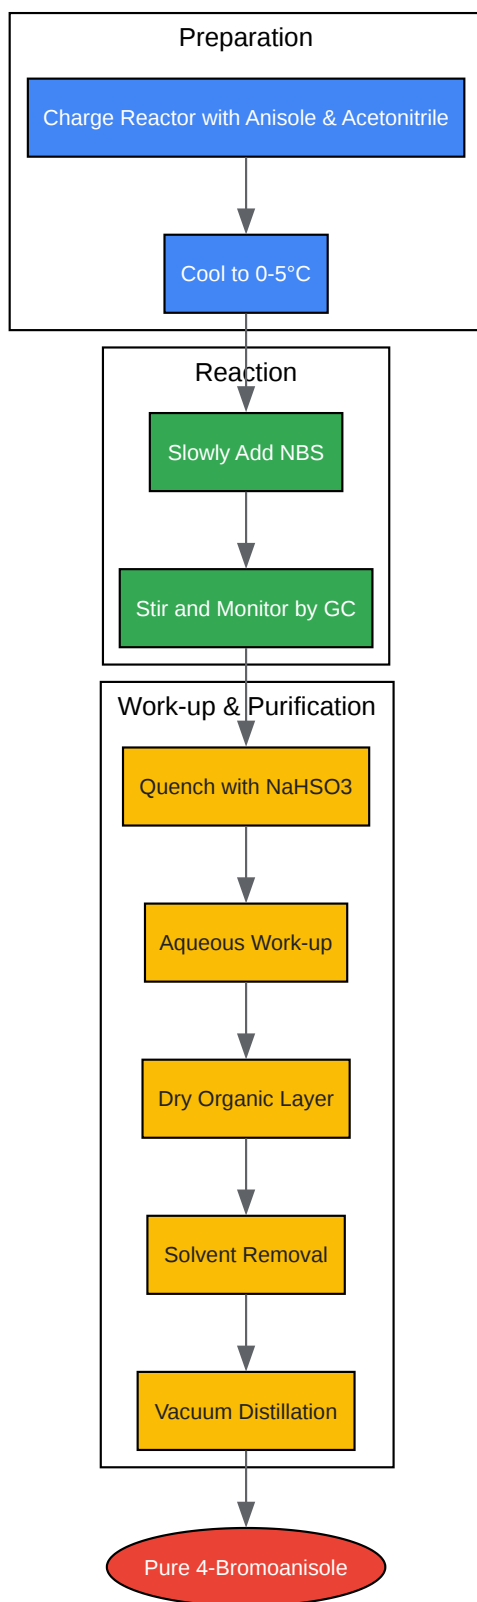 Preparation
Charge Reactor with Anisole & Acetonitrile
Cool to 0-5°C
Reaction
Slowly Add NBS
Stir and Monitor by GC
Work-up & Purification
Quench with NaHSO3
Aqueous Work-up
Dry Organic Layer
Solvent Removal
Vacuum Distillation
Pure 4-Bromoanisole